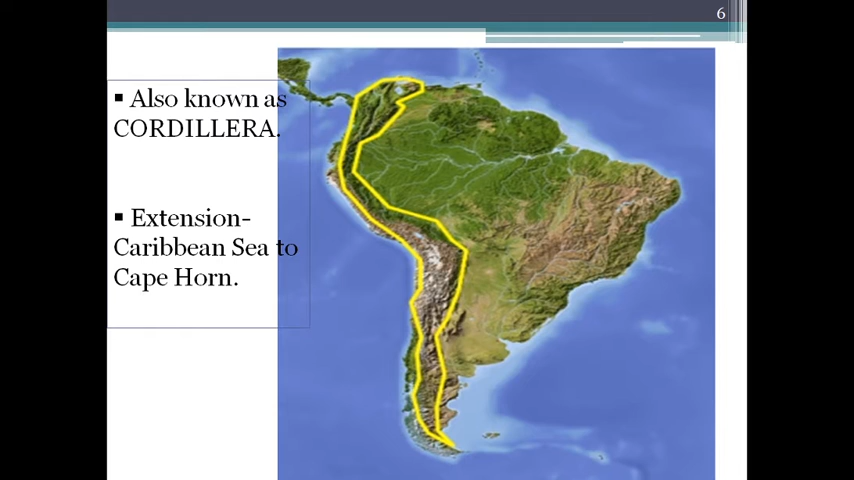 6
▪ Also known as
CORDILLERA.
▪ Extension-
Caribbean Sea to
Cape Horn.